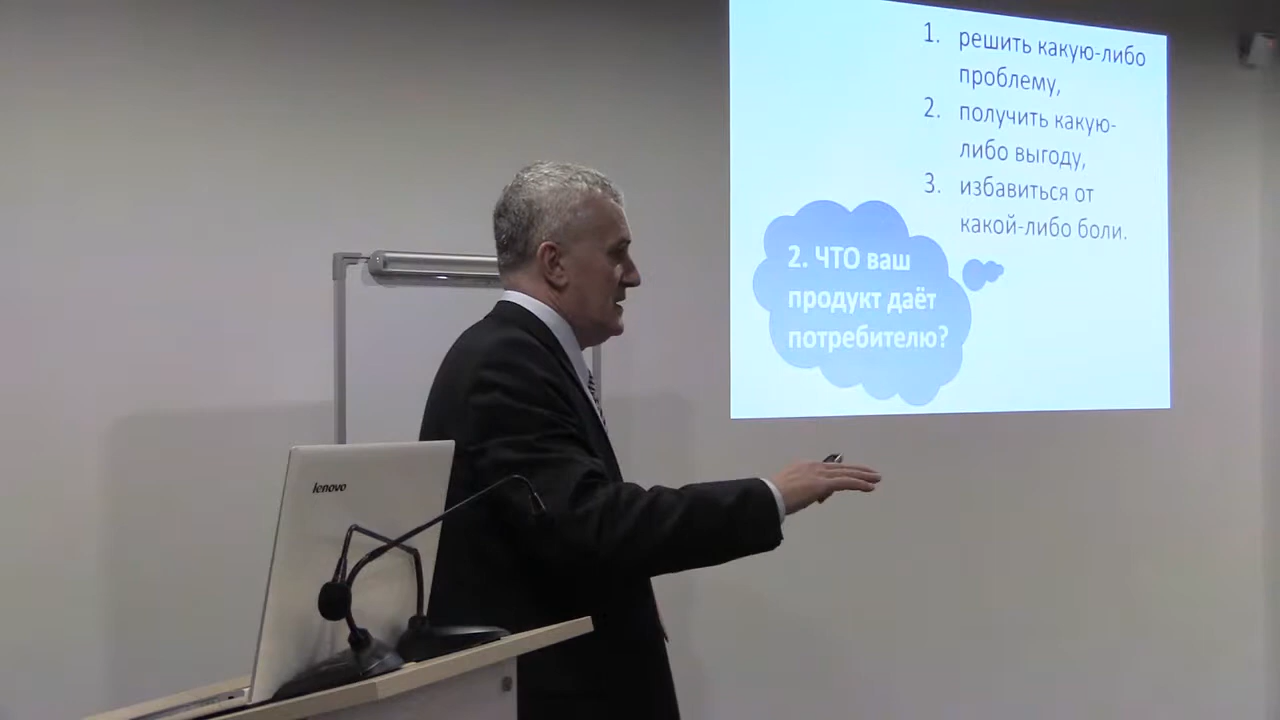 1. решить какую-либо
проблему,
2. получить какую-
либо выгоду,
3. избавиться от
какой-либо боли.
2. ЧТО ваш
продукт даёт
потребителю?
lenovo